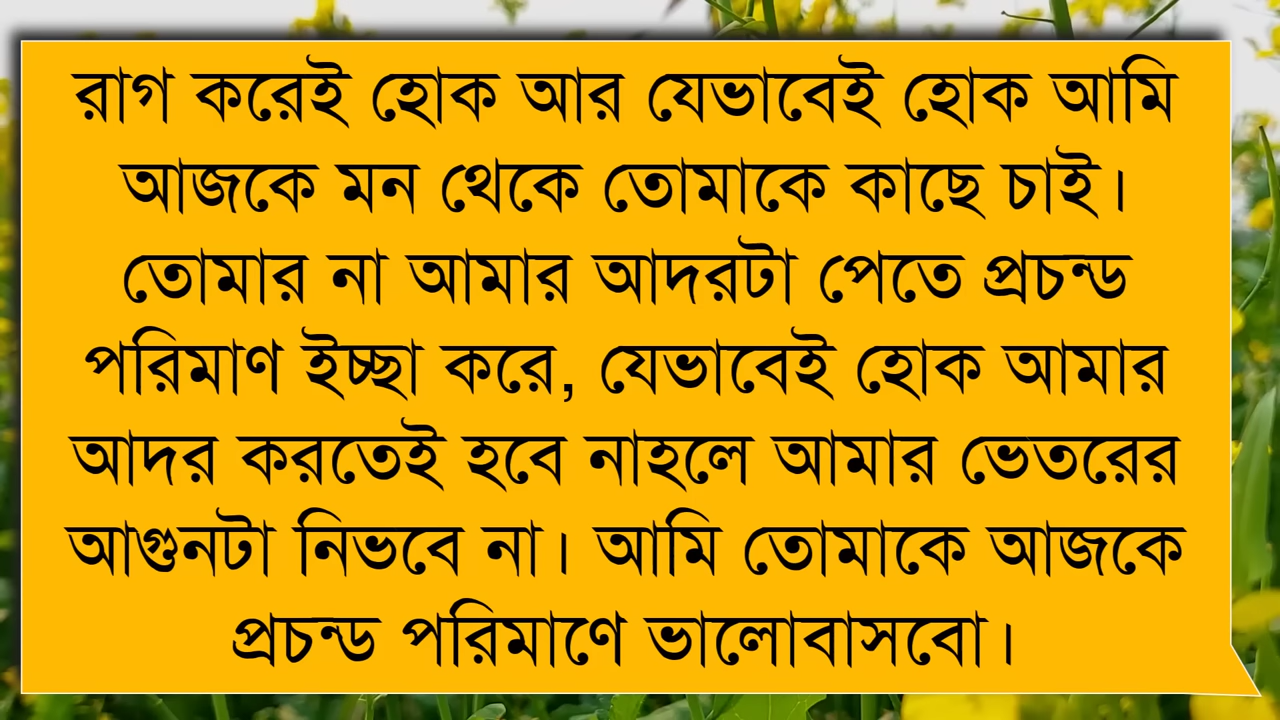 রাগ করেই হোক আর যেভাবেই হোক আমি
আজকে মন থেকে তোমাকে কাছে চাই।
তোমার না আমার আদরটা পেতে প্রচন্ড
পরিমাণ ইচ্ছা করে, যেভাবেই হোক আমার
আদর করতেই হবে নাহলে আমার ভেতরের
আগুনটা নিভবে না। আমি তোমাকে আজকে
প্রচন্ড পরিমাণে ভালোবাসবো।